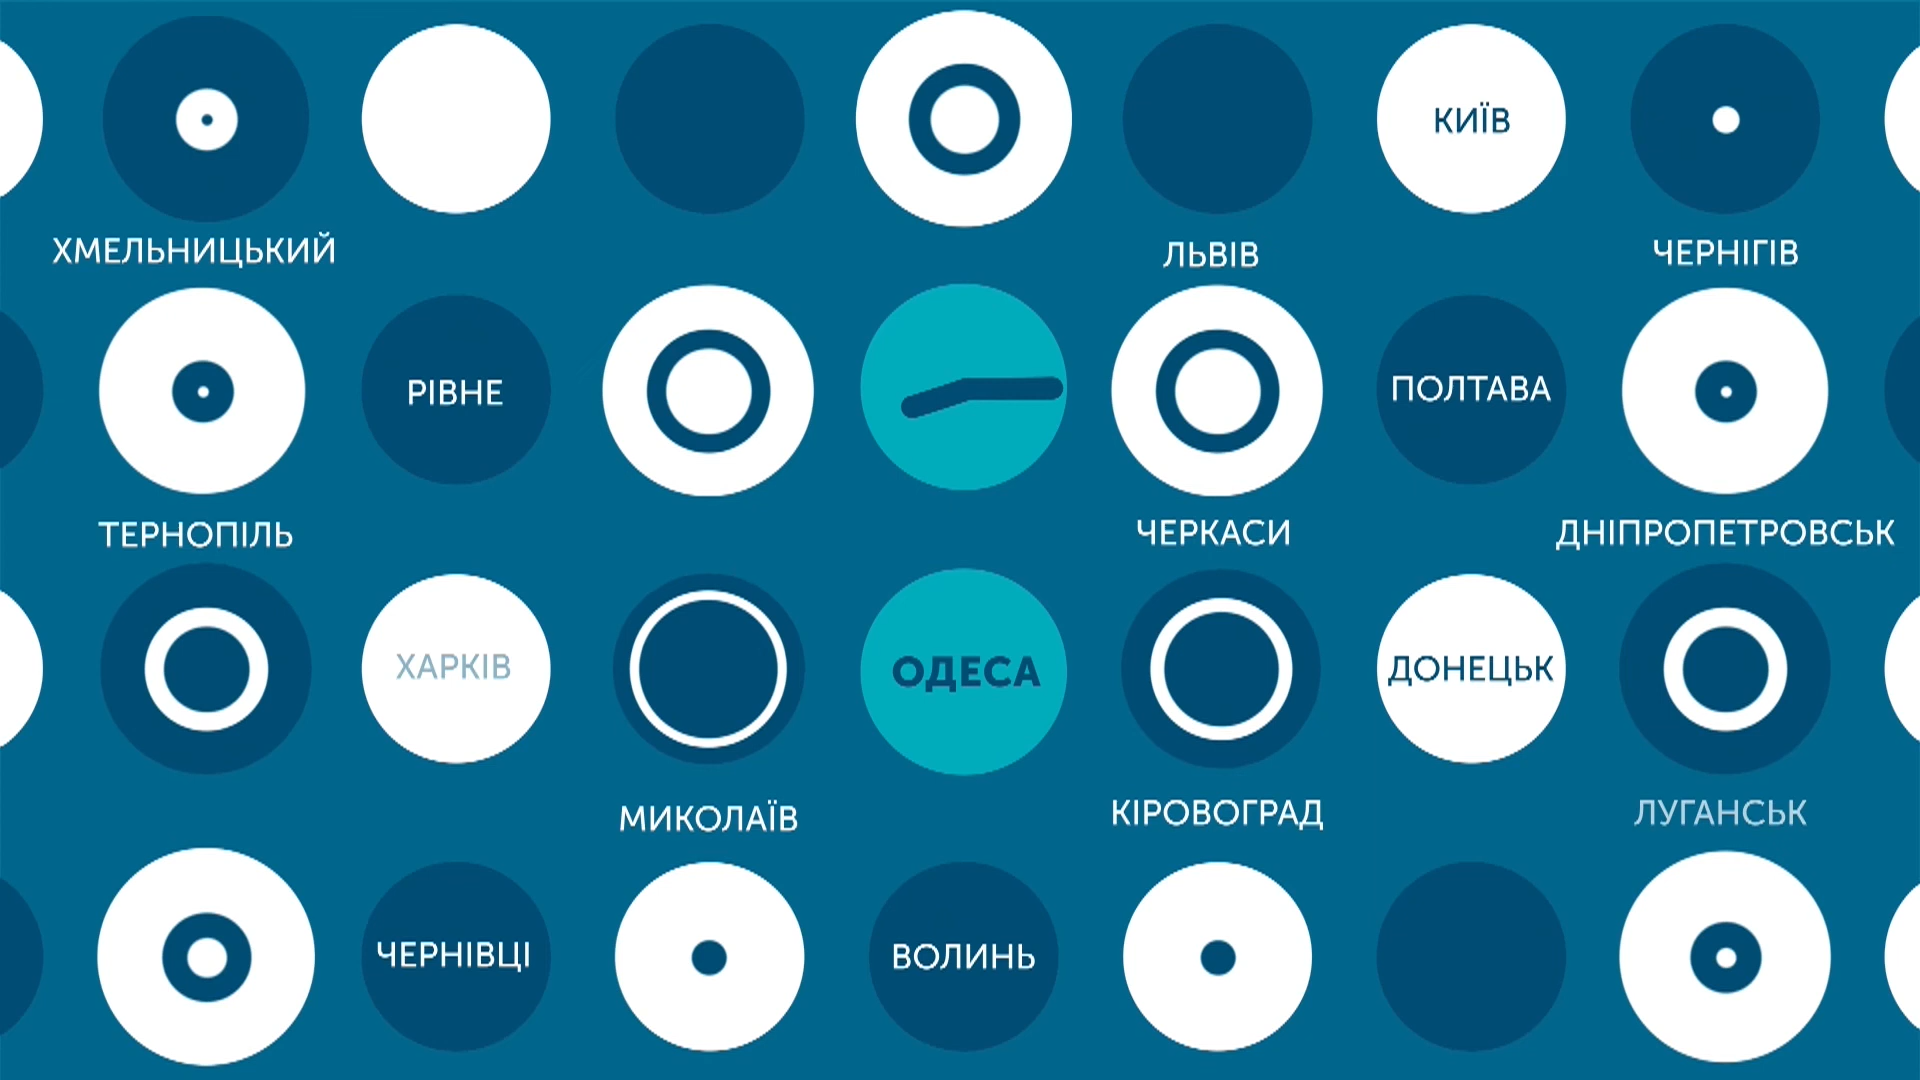 КИЇВ
ХМЕЛЬНИЦЬКИЙ
ЛЬВІВ
ЧЕРНІГІВ
РІВНЕ
ПОЛТАВА
ТЕРНОПІЛЬ
ЧЕРКАСИ
ДНІПРОПЕТРОВСЬК
ХАРКІВ
ОДЕСА
ДОНЕЦЬК
МИКОЛАЇВ
КІРОВОГРАД
ЛУГАНСЬК
ЧЕРНІВЦІ
ВОЛИНЬ